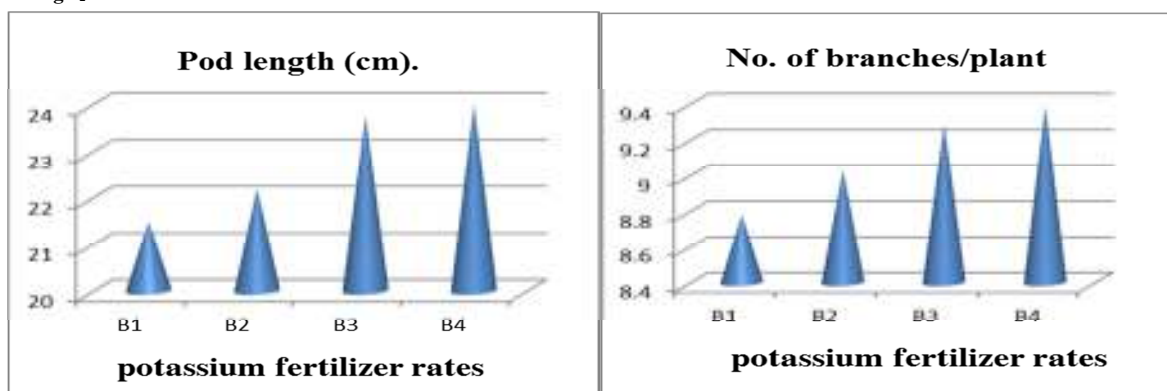 Pod length (cm).
24
23
22
21
20
B1 B2 B3 B4
potassium fertilizer rates
No. of branches/plant
9.4
9.2
9
8.8
8.6
8.4
B1 B2 B3 B4
potassium fertilizer rates